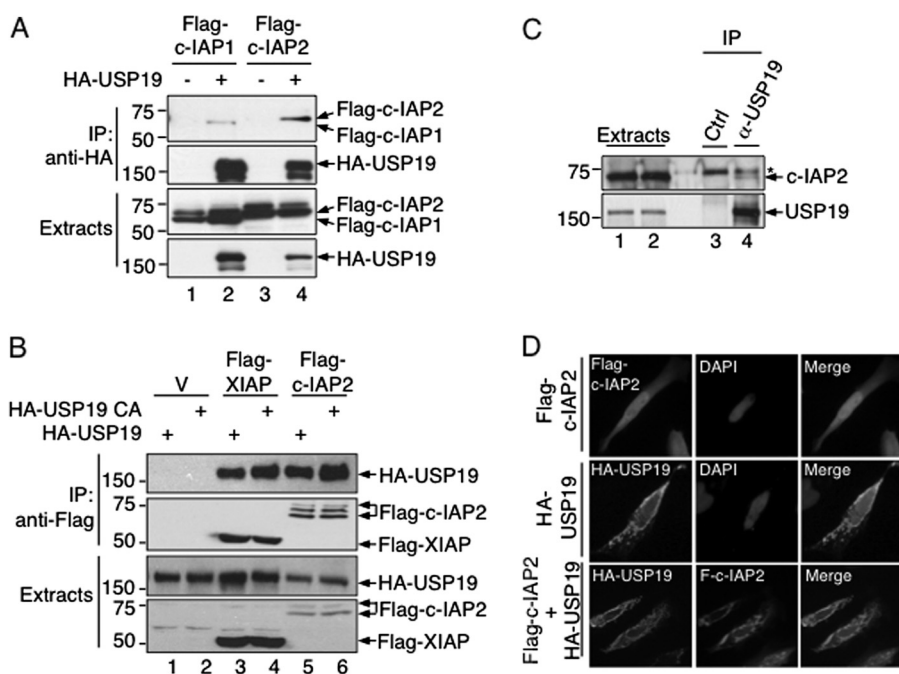 A
Flag-
c-IAP1
Flag-
c-IAP2
HA-USP19 - + - +
IP:
anti-HA
75
50
Flag-c-IAP2
Flag-c-IAP1
150
HA-USP19
Extracts
75
50
Flag-c-IAP2
Flag-c-IAP1
150
HA-USP19
1 2 3 4
B
V
Flag-
XIAP
Flag-
c-IAP2
HA-USP19 CA + + +
HA-USP19 + + +
IP:
anti-Flag
150
HA-USP19
75
50
Flag-c-IAP2
Flag-XIAP
Extracts
150
HA-USP19
75
50
Flag-c-IAP2
Flag-XIAP
1 2 3 4 5 6
C
IP
Extracts
Ctrl
α-USP19
75
*
c-IAP2
150
USP19
1 2 3 4
D
Flag-
c-IAP2
Flag-
c-IAP2
DAPI
Merge
HA-
USP19
HA-USP19
DAPI
Merge
Flag-c-IAP2
+
HA-USP19
HA-USP19
F-c-IAP2
Merge